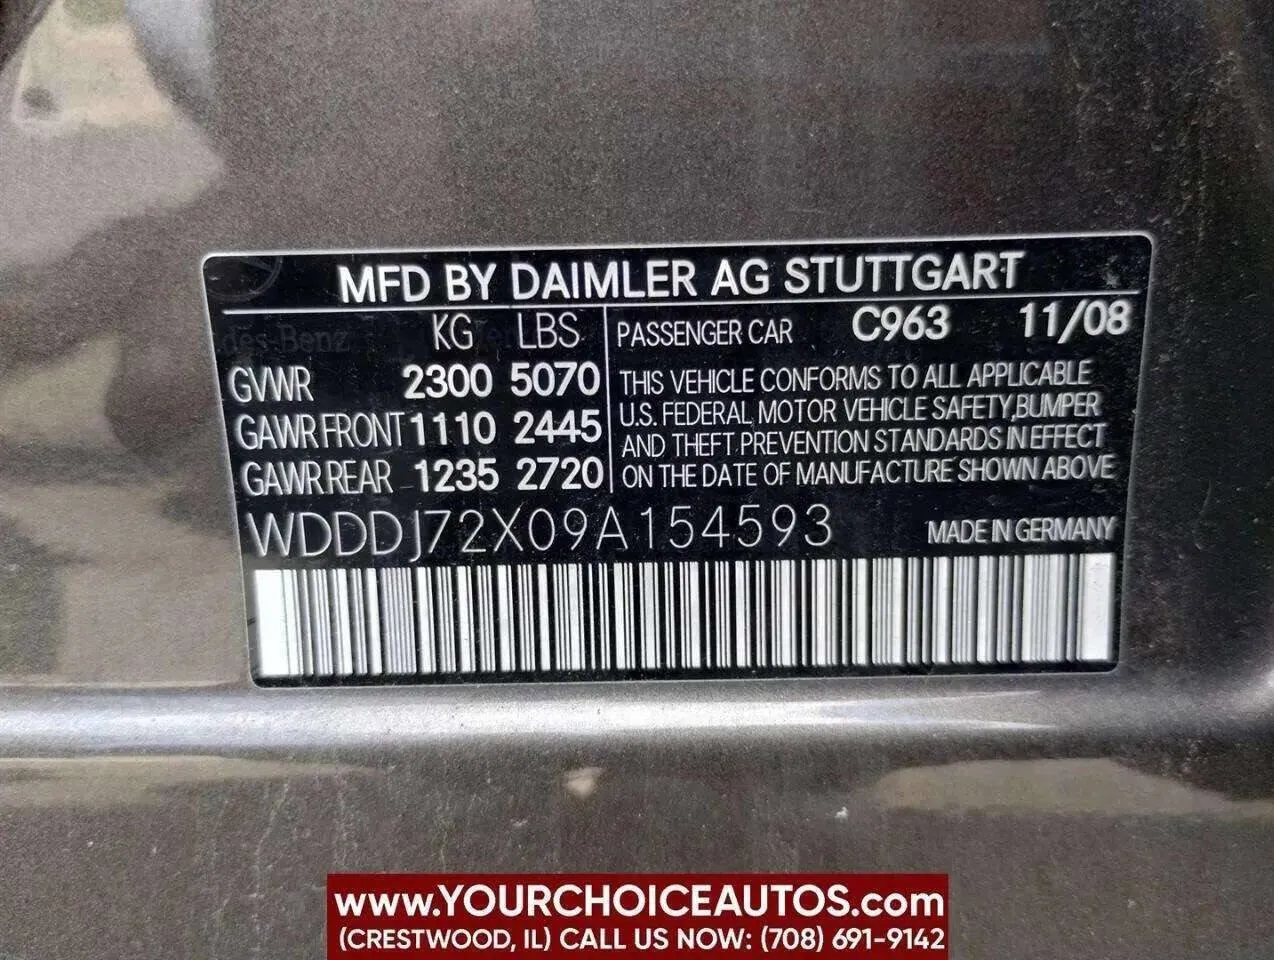 MFD BY DAIMLER AG STUTTGART
KG LBS
GVWR 2300 5070
GAWR FRONT 1110 2445
GAWR REAR 1235 2720
PASSENGER CAR C963 11/08
THIS VEHICLE CONFORMS TO ALL APPLICABLE
U.S. FEDERAL MOTOR VEHICLE SAFETY,BUMPER
AND THEFT PREVENTION STANDARDS IN EFFECT
ON THE DATE OF MANUFACTURE SHOWN ABOVE
WDDDJ72X09A154593 MADE IN GERMANY
www.YOURCHOICEAUTOS.com
(CRESTWOOD, IL) CALL US NOW: (708) 691-9142